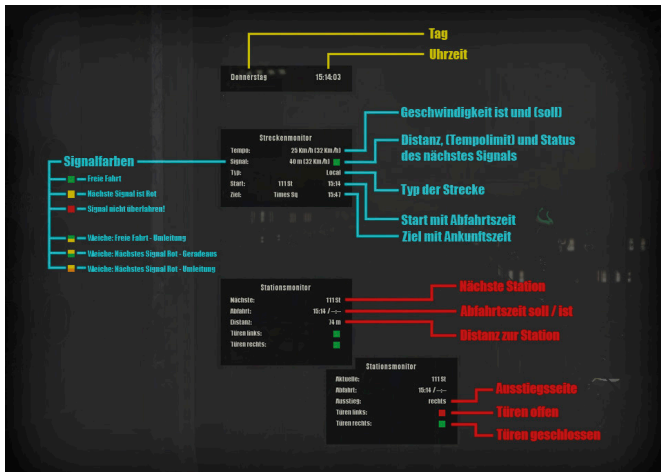 Tag
Uhrzeit
Donnerstag 15:14:03
Geschwindigkeit ist und (soll)
Distanz, (Tempolimit) und Status
des nächstes Signals
Typ der Strecke
Start mit Abfahrtszeit
Ziel mit Ankunftszeit
Streckenmonitor
Tempo: 25 Km/h (32 Km/h)
Signal: 40 m (32 Km/h)
Typ: Local
Start: 111 St 15:14
Ziel: Times Sq 15:47
Signalfarben
Freie Fahrt
Nächste Signal ist Rot
Signal nicht überfahren!
Weiche: Freie Fahrt - Umleitung
Weiche: Nächstes Signal Rot - Geradeaus
Weiche: Nächstes Signal Rot - Umleitung
Stationsmonitor
Nächste: 111 St
Abfahrt: 15:14 / --:--
Distanz: 74 m
Türen links:
Türen rechts:
Nächste Station
Abfahrtszeit soll / ist
Distanz zur Station
Stationsmonitor
Aktuelle: 111 St
Abfahrt: 15:14 / --:--
Ausstieg: rechts
Türen links:
Türen rechts:
Ausstiegsseite
Türen offen
Türen geschlossen